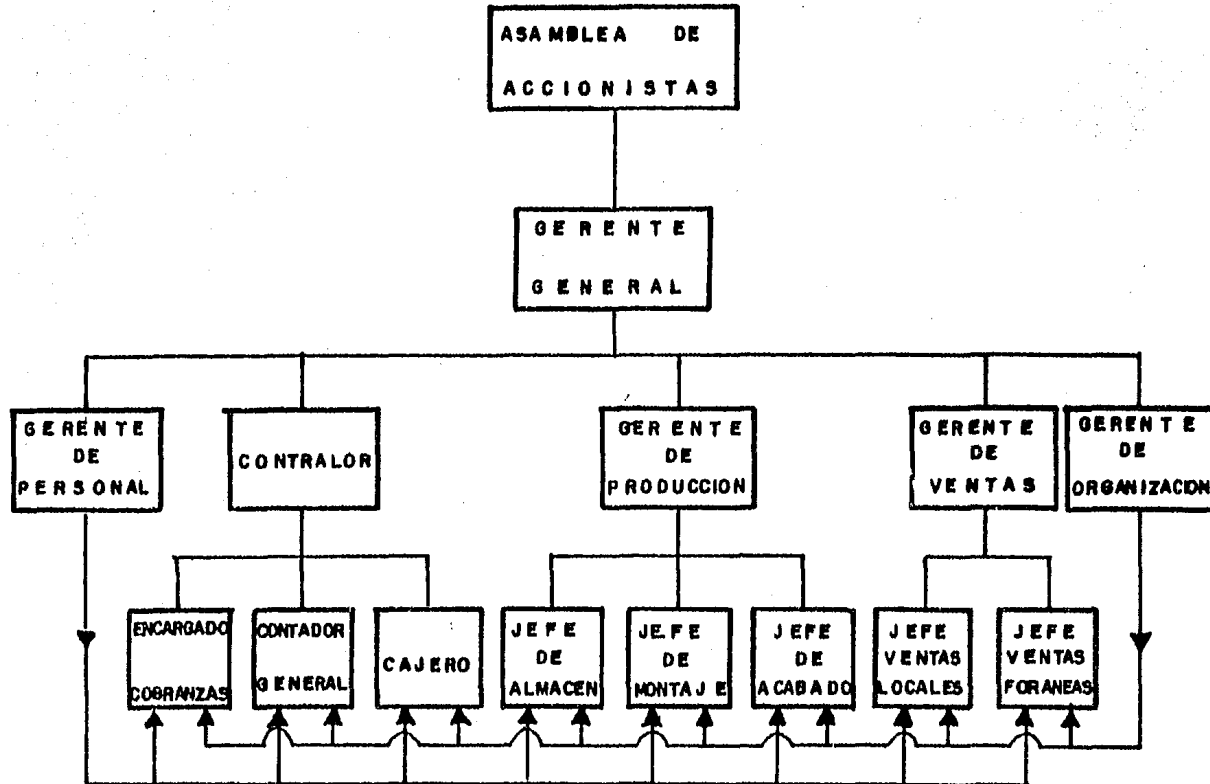 ASAMBLEA DE
ACCIONISTAS
GERENTE
GENERAL
GERENTE
DE
PERSONAL
CONTRALOR
GERENTE
DE
PRODUCCION
GERENTE
DE
VENTAS
GERENTE
DE
ORGANIZACION
ENCARGADO
COBRANZAS
CONTADOR
GENERAL
CAJERO
JEFE
DE
ALMACEN
JEFE
DE
MONTAJE
JEFE
DE
ACABADO
JEFE
VENTAS
LOCALES
JEFE
VENTAS
FORANEAS